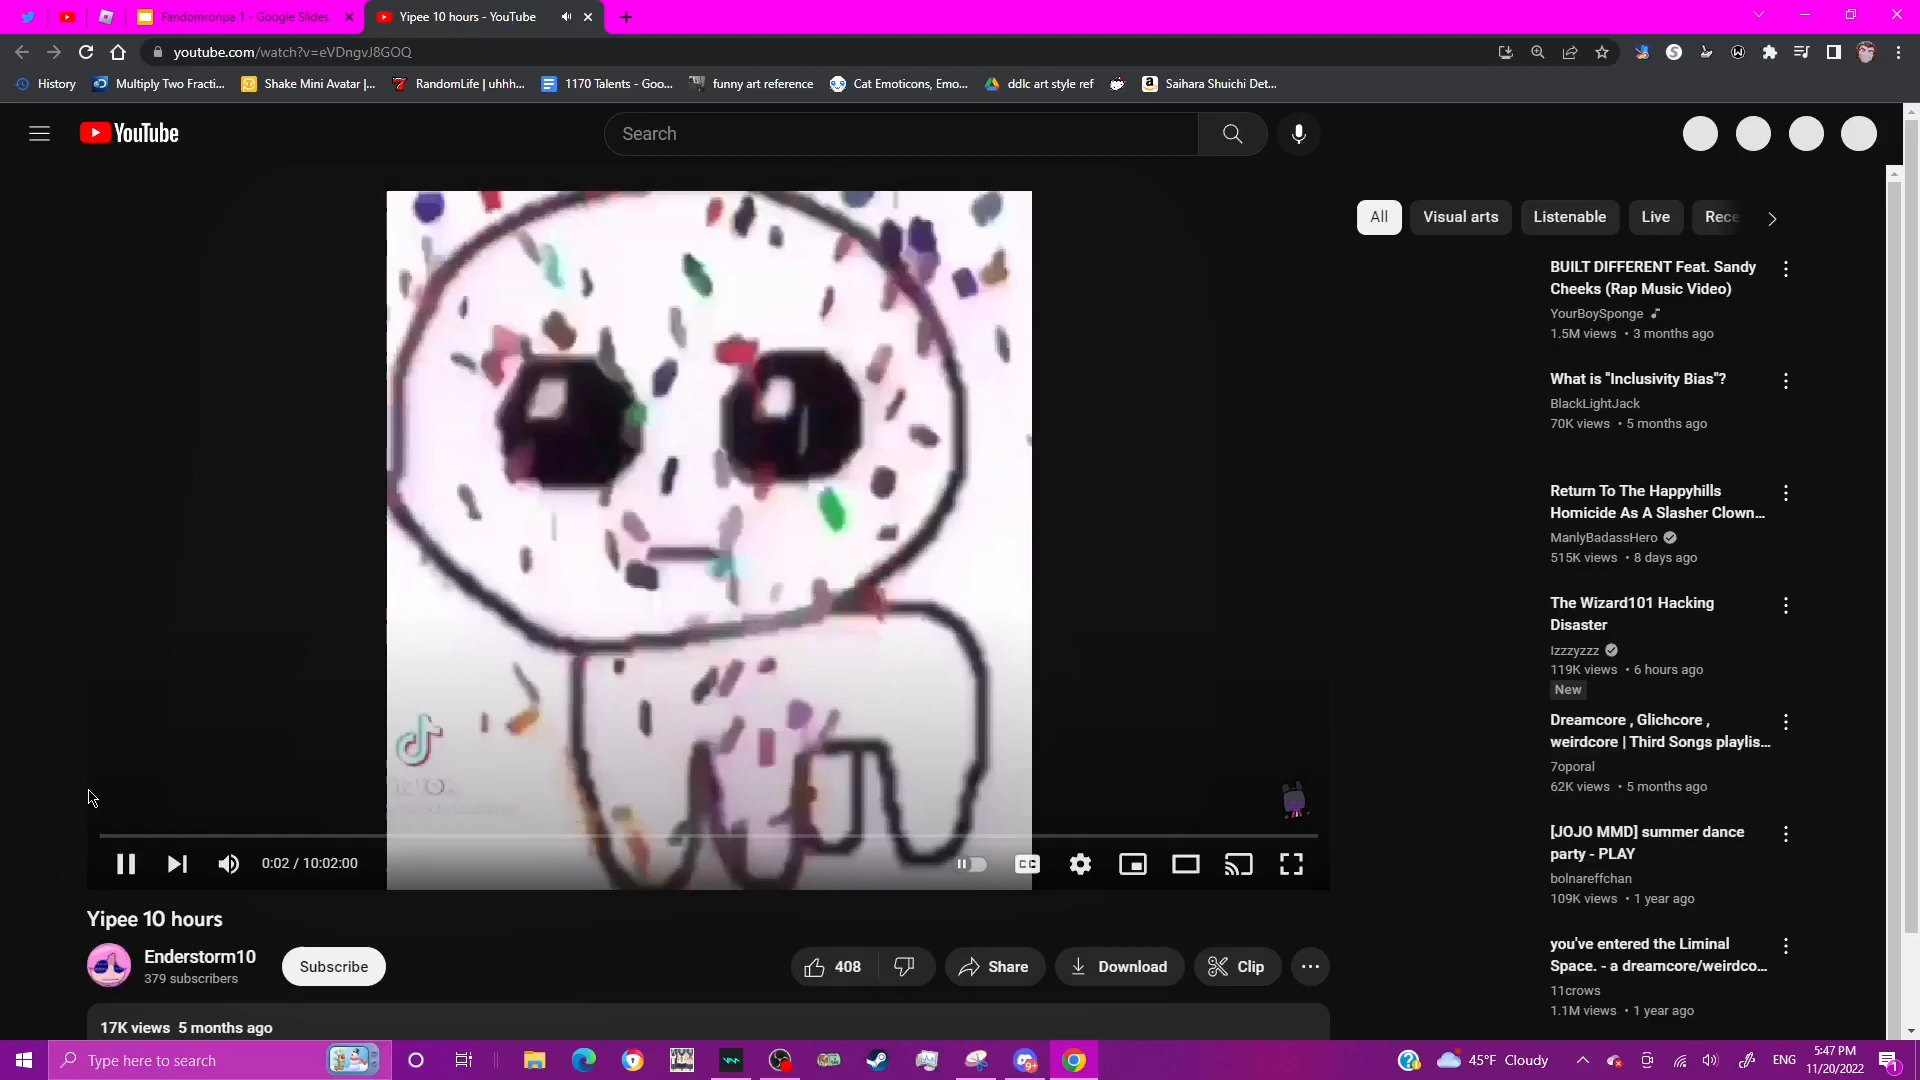 Fandomronpa 1 - Google Slides
Yipee 10 hours - YouTube
youtube.com/watch?v=eVDngvJ8GOQ
History
Multiply Two Fracti...
Shake Mini Avatar |...
RandomLife | uhhh...
1170 Talents - Goo...
funny art reference
Cat Emoticons, Emo...
ddlc art style ref
Saihara Shuichi Det...
YouTube
Search
All
Visual arts
Listenable
Live
Rece
BUILT DIFFERENT Feat. Sandy
Cheeks (Rap Music Video)
YourBoySponge
1.5M views • 3 months ago
What is "Inclusivity Bias"?
BlackLightJack
70K views • 5 months ago
Return To The Happyhills
Homicide As A Slasher Clown...
ManlyBadassHero
515K views • 8 days ago
The Wizard101 Hacking
Disaster
Izzzyzzz
119K views • 6 hours ago
New
Dreamcore , Glichcore ,
weirdcore | Third Songs playlis...
7oporal
62K views • 5 months ago
[JOJO MMD] summer dance
party - PLAY
bolnareffchan
109K views • 1 year ago
you've entered the Liminal
Space. - a dreamcore/weirdco...
11crows
1.1M views • 1 year ago
0:02 / 10:02:00
CC
Yipee 10 hours
Enderstorm10
379 subscribers
Subscribe
408
Share
Download
Clip
17K views 5 months ago
Type here to search
9+
45°F Cloudy
ENG
5:47 PM
11/20/2022
1